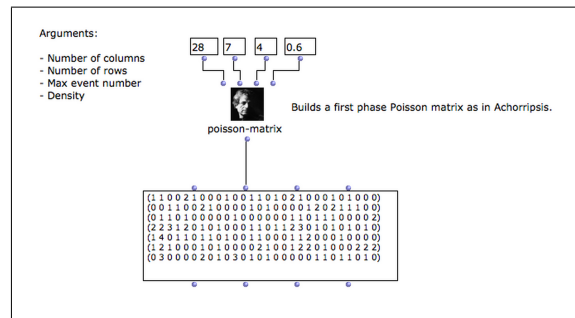 Arguments:
- Number of columns
- Number of rows
- Max event number
- Density
28 7 4 0.6
Builds a first phase Poisson matrix as in Achorripsis.
poisson-matrix
(1 1 0 0 2 1 0 0 0 1 0 0 1 1 0 1 0 2 1 0 0 0 1 0 1 0 0 0)
(0 0 1 1 0 0 2 0 0 0 0 1 0 1 0 0 0 0 0 0 1 2 0 2 1 1 1 0 0)
(0 1 1 0 1 0 0 0 0 0 1 0 0 0 0 0 0 1 1 0 1 1 1 0 0 0 0 2)
(2 2 3 1 2 0 1 0 1 0 0 0 0 1 1 0 1 1 2 3 0 1 0 1 0 1 0 1 0)
(1 4 0 1 1 0 1 1 0 1 0 0 0 1 1 0 0 0 1 1 2 0 0 0 1 0 0 0 0)
(1 2 1 0 0 0 1 0 1 0 0 0 0 2 1 0 0 1 2 2 0 1 0 0 0 2 2 2)
(0 3 0 0 0 0 2 0 1 0 3 0 1 0 1 0 0 0 0 0 1 1 0 1 1 0 1 0)